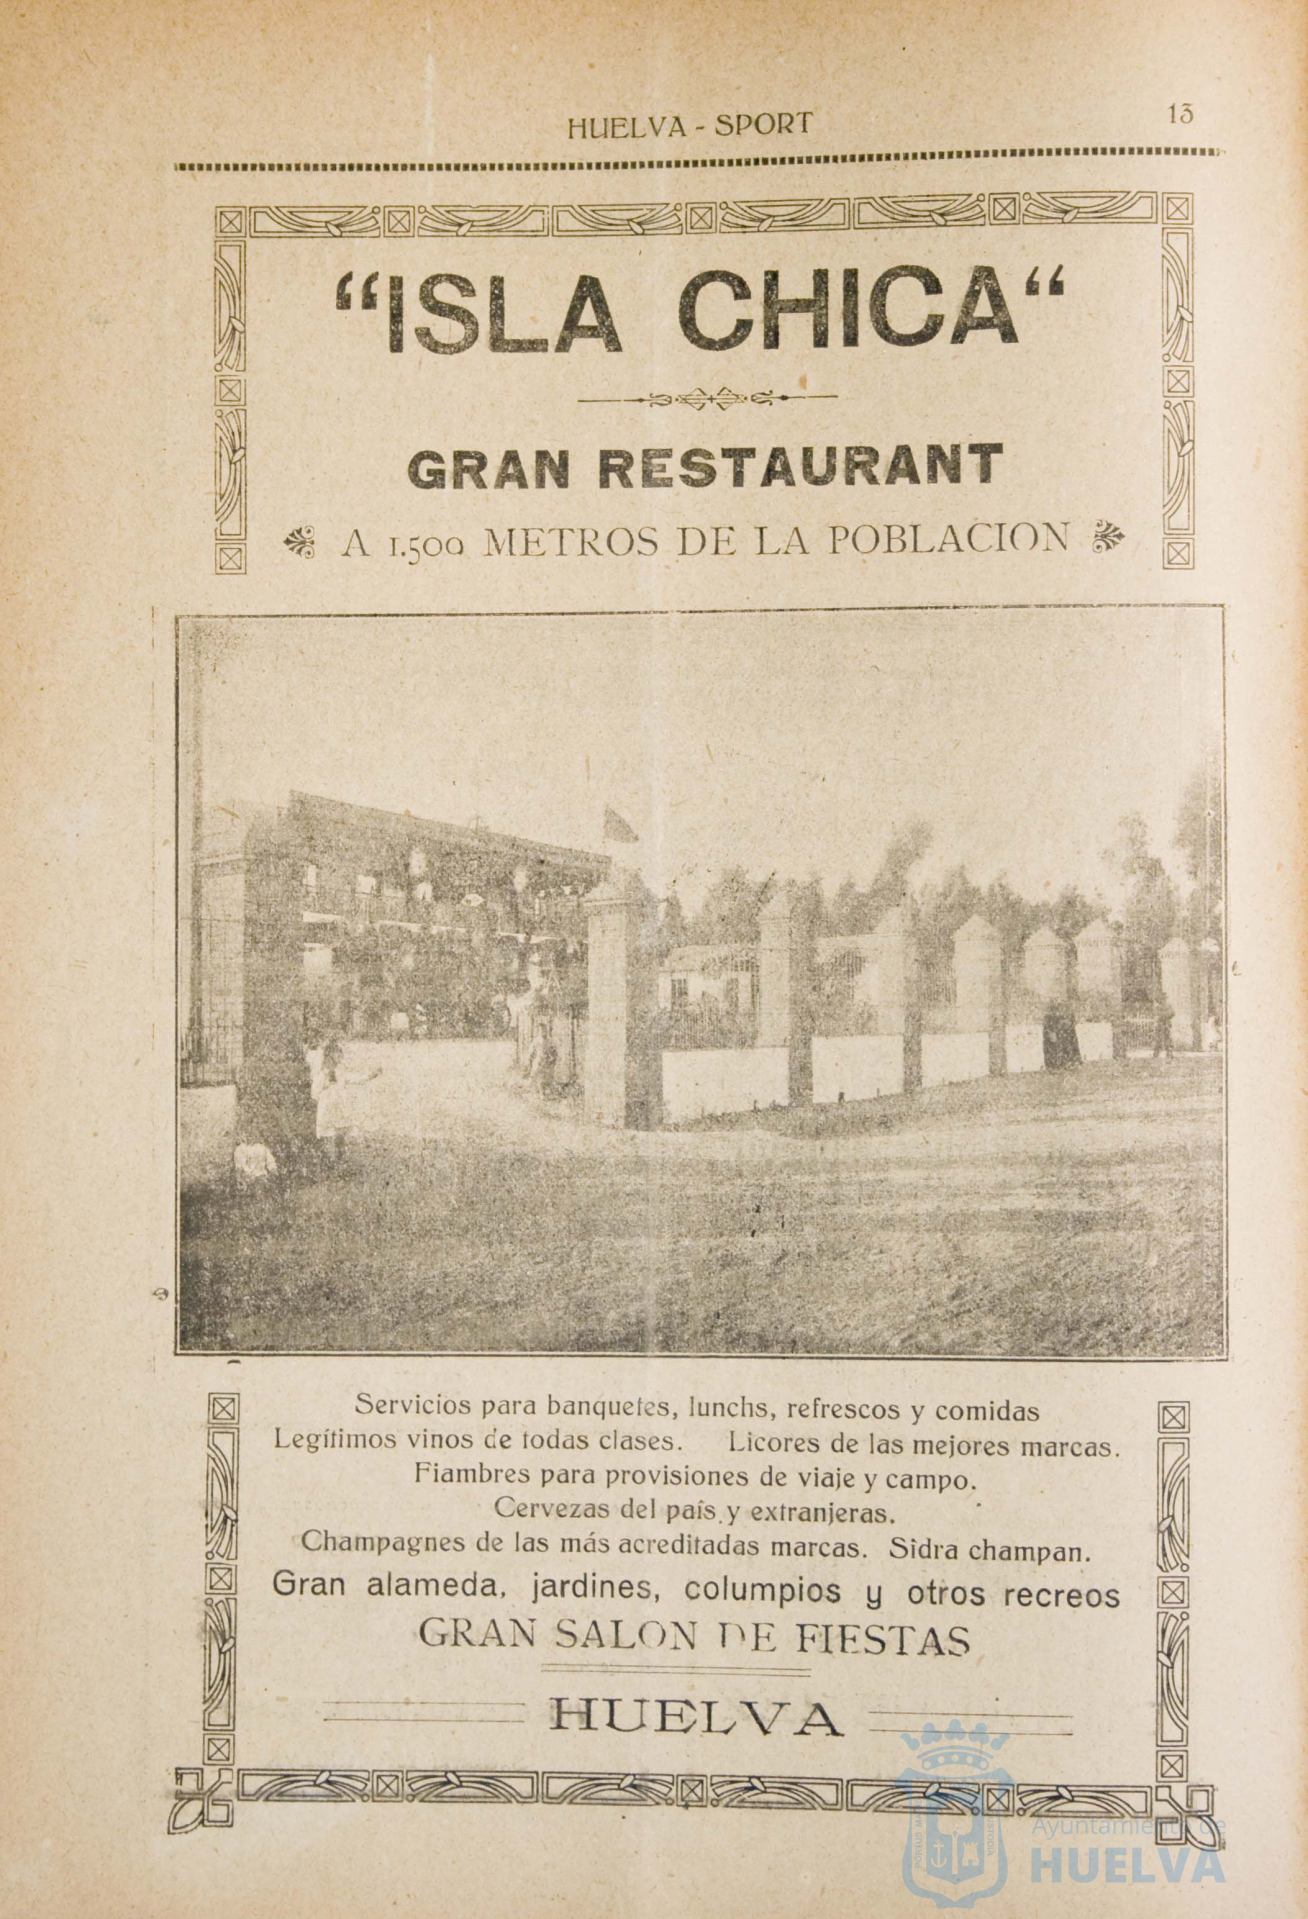 HUELVA - SPORT
13
"ISLA CHICA"
GRAN RESTAURANT
A 1.500 METROS DE LA POBLACION
Servicios para banquetes, lunchs, refrescos y comidas
Legítimos vinos de todas clases. Licores de las mejores marcas.
Fiambres para provisiones de viaje y campo.
Cervezas del país y extranjeras.
Champagnes de las más acreditadas marcas. Sidra champan.
Gran alameda, jardines, columpios y otros recreos
GRAN SALON DE FIESTAS
HUELVA
Ayuntamiento de
HUELVA